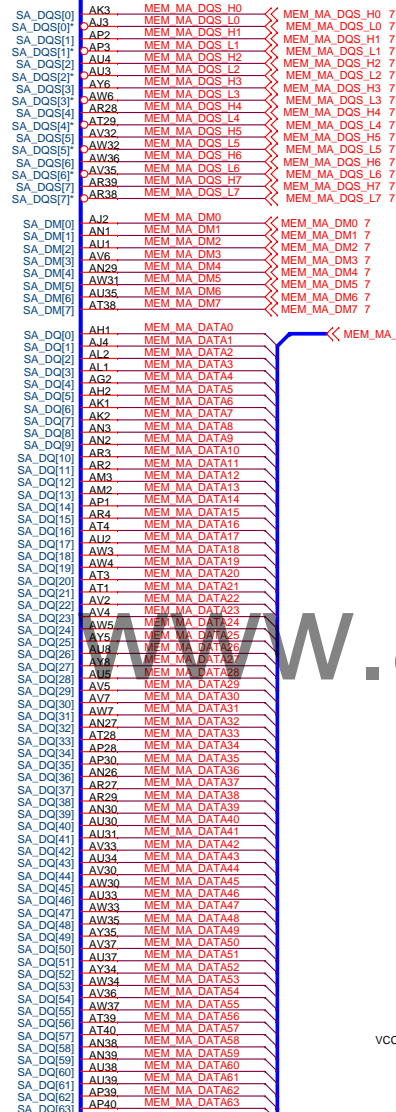 SA_DQS[0] AK3 MEM_MA_DQS_H0 MEM_MA_DQS_H0 7
SA_DQS[0]* AJ3 MEM_MA_DQS_L0 MEM_MA_DQS_L0 7
SA_DQS[1] AP2 MEM_MA_DQS_H1 MEM_MA_DQS_H1 7
SA_DQS[1]* AP3 MEM_MA_DQS_L1 MEM_MA_DQS_L1 7
SA_DQS[2] AU4 MEM_MA_DQS_H2 MEM_MA_DQS_H2 7
SA_DQS[2]* AU3 MEM_MA_DQS_L2 MEM_MA_DQS_L2 7
SA_DQS[3] AY6 MEM_MA_DQS_H3 MEM_MA_DQS_H3 7
SA_DQS[3]* AW6 MEM_MA_DQS_L3 MEM_MA_DQS_L3 7
SA_DQS[4] AR28 MEM_MA_DQS_H4 MEM_MA_DQS_H4 7
SA_DQS[4]* AT29 MEM_MA_DQS_L4 MEM_MA_DQS_L4 7
SA_DQS[5] AV32 MEM_MA_DQS_H5 MEM_MA_DQS_H5 7
SA_DQS[5]* AW32 MEM_MA_DQS_L5 MEM_MA_DQS_L5 7
SA_DQS[6] AW36 MEM_MA_DQS_H6 MEM_MA_DQS_H6 7
SA_DQS[6]* AV35 MEM_MA_DQS_L6 MEM_MA_DQS_L6 7
SA_DQS[7] AR39 MEM_MA_DQS_H7 MEM_MA_DQS_H7 7
SA_DQS[7]* AR38 MEM_MA_DQS_L7 MEM_MA_DQS_L7 7
SA_DM[0] AJ2 MEM_MA_DM0 MEM_MA_DM0 7
SA_DM[1] AN1 MEM_MA_DM1 MEM_MA_DM1 7
SA_DM[2] AU1 MEM_MA_DM2 MEM_MA_DM2 7
SA_DM[3] AV6 MEM_MA_DM3 MEM_MA_DM3 7
SA_DM[4] AN29 MEM_MA_DM4 MEM_MA_DM4 7
SA_DM[5] AW31 MEM_MA_DM5 MEM_MA_DM5 7
SA_DM[6] AU35 MEM_MA_DM6 MEM_MA_DM6 7
SA_DM[7] AT38 MEM_MA_DM7 MEM_MA_DM7 7
SA_DQ[0] AH1 MEM_MA_DATA0 MEM_MA_
SA_DQ[1] AJ4 MEM_MA_DATA1
SA_DQ[2] AL2 MEM_MA_DATA2
SA_DQ[3] AL1 MEM_MA_DATA3
SA_DQ[4] AG2 MEM_MA_DATA4
SA_DQ[5] AH2 MEM_MA_DATA5
SA_DQ[6] AK1 MEM_MA_DATA6
SA_DQ[7] AK2 MEM_MA_DATA7
SA_DQ[8] AN3 MEM_MA_DATA8
SA_DQ[9] AN2 MEM_MA_DATA9
SA_DQ[10] AR3 MEM_MA_DATA10
SA_DQ[11] AR2 MEM_MA_DATA11
SA_DQ[12] AM3 MEM_MA_DATA12
SA_DQ[13] AM2 MEM_MA_DATA13
SA_DQ[14] AP1 MEM_MA_DATA14
SA_DQ[15] AR4 MEM_MA_DATA15
SA_DQ[16] AT4 MEM_MA_DATA16
SA_DQ[17] AU2 MEM_MA_DATA17
SA_DQ[18] AW3 MEM_MA_DATA18
SA_DQ[19] AW4 MEM_MA_DATA19
SA_DQ[20] AT3 MEM_MA_DATA20
SA_DQ[21] AT1 MEM_MA_DATA21
SA_DQ[22] AV2 MEM_MA_DATA22
SA_DQ[23] AV4 MEM_MA_DATA23
SA_DQ[24] AW5 MEM_MA_DATA24
SA_DQ[25] AY5 MEM_MA_DATA25
SA_DQ[26] AU8 MEM_MA_DATA26
SA_DQ[27] AY8 MEM_MA_DATA27
SA_DQ[28] AU5 MEM_MA_DATA28
SA_DQ[29] AV5 MEM_MA_DATA29
SA_DQ[30] AV7 MEM_MA_DATA30
SA_DQ[31] AW7 MEM_MA_DATA31
SA_DQ[32] AN27 MEM_MA_DATA32
SA_DQ[33] AT28 MEM_MA_DATA33
SA_DQ[34] AP28 MEM_MA_DATA34
SA_DQ[35] AP30 MEM_MA_DATA35
SA_DQ[36] AN26 MEM_MA_DATA36
SA_DQ[37] AR27 MEM_MA_DATA37
SA_DQ[38] AR29 MEM_MA_DATA38
SA_DQ[39] AN30 MEM_MA_DATA39
SA_DQ[40] AU30 MEM_MA_DATA40
SA_DQ[41] AU31 MEM_MA_DATA41
SA_DQ[42] AV33 MEM_MA_DATA42
SA_DQ[43] AU34 MEM_MA_DATA43
SA_DQ[44] AV30 MEM_MA_DATA44
SA_DQ[45] AW30 MEM_MA_DATA45
SA_DQ[46] AU33 MEM_MA_DATA46
SA_DQ[47] AW33 MEM_MA_DATA47
SA_DQ[48] AW35 MEM_MA_DATA48
SA_DQ[49] AY35 MEM_MA_DATA49
SA_DQ[50] AV37 MEM_MA_DATA50
SA_DQ[51] AU37 MEM_MA_DATA51
SA_DQ[52] AY34 MEM_MA_DATA52
SA_DQ[53] AW34 MEM_MA_DATA53
SA_DQ[54] AV36 MEM_MA_DATA54
SA_DQ[55] AW37 MEM_MA_DATA55
SA_DQ[56] AT39 MEM_MA_DATA56
SA_DQ[57] AT40 MEM_MA_DATA57
SA_DQ[58] AN38 MEM_MA_DATA58
SA_DQ[59] AN39 MEM_MA_DATA59
SA_DQ[60] AU38 MEM_MA_DATA60
SA_DQ[61] AU39 MEM_MA_DATA61
SA_DQ[62] AP39 MEM_MA_DATA62
SA_DQ[63] AP40 MEM_MA_DATA63
www.
VCC